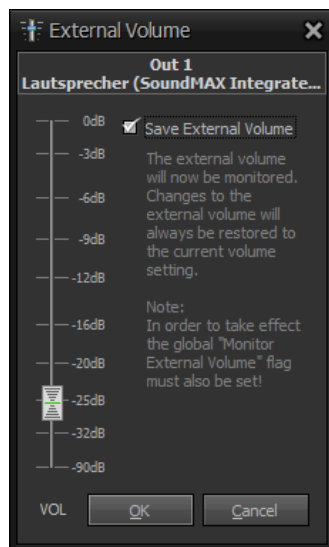 External Volume
Out 1
Lautsprecher (SoundMAX Integrate...
0dB
Save External Volume
-3dB
The external volume
will now be monitored.
-6dB
Changes to the
external volume will
-9dB
always be restored to
the current volume
setting.
-12dB
Note:
-16dB
In order to take effect
the global "Monitor
-20dB
External Volume" flag
must also be set!
-25dB
-32dB
-90dB
VOL
OK
Cancel